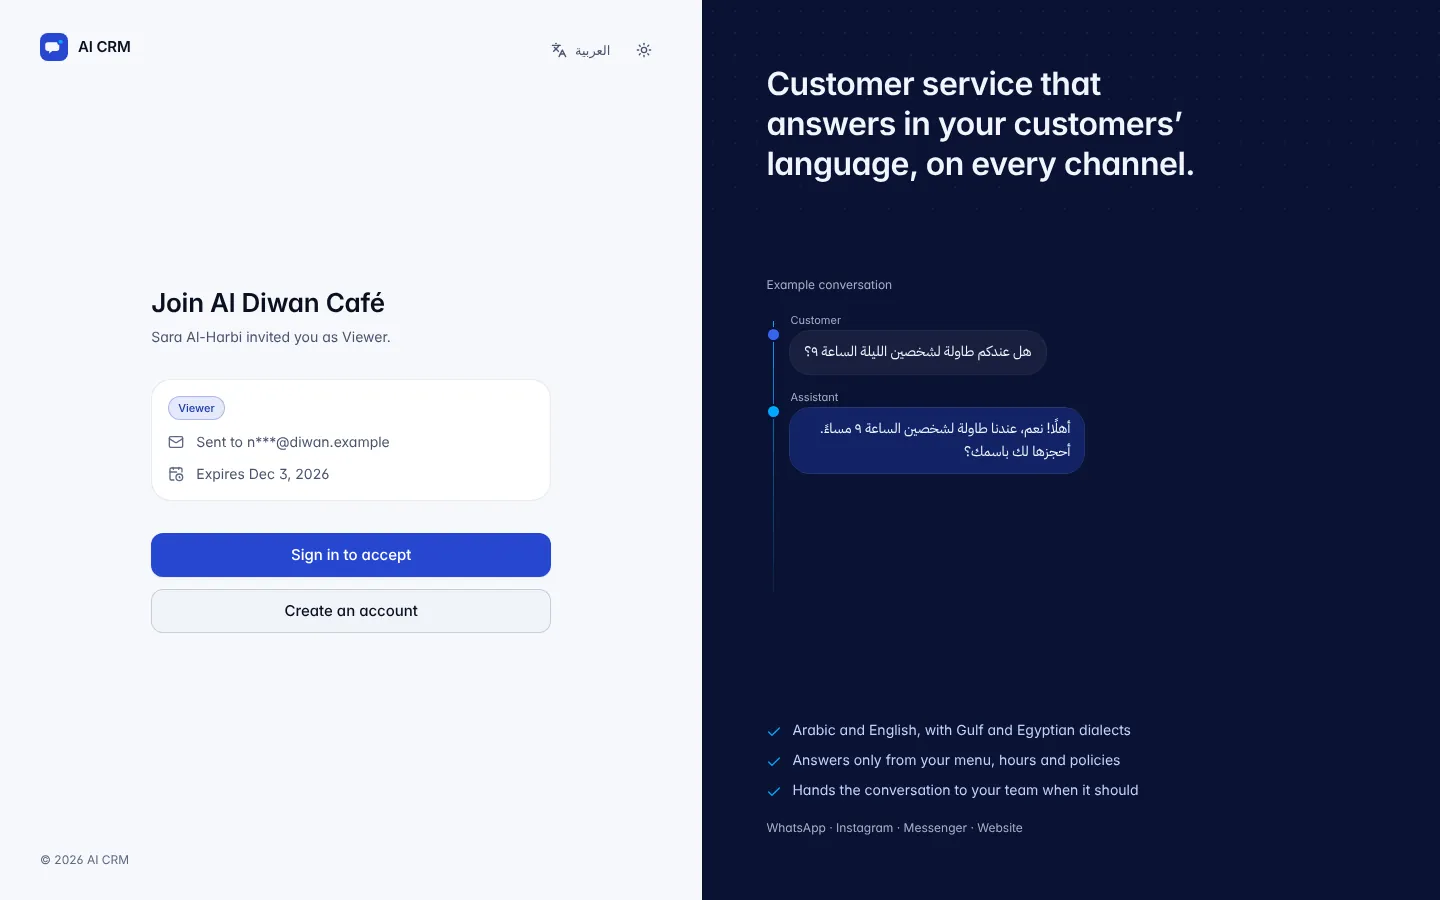 AI CRM
العربية
Join Al Diwan Café
Sara Al-Harbi invited you as Viewer.
Viewer
Sent to n***@diwan.example
Expires Dec 3, 2026
Sign in to accept
Create an account
© 2026 AI CRM
Customer service that
answers in your customers’
language, on every channel.
Example conversation
Customer
هل عندكم طاولة لشخصين الليلة الساعة ٩؟
Assistant
أهلًا! نعم، عندنا طاولة لشخصين الساعة ٩ مساءً.
أحجزها لك باسمك؟
Arabic and English, with Gulf and Egyptian dialects
Answers only from your menu, hours and policies
Hands the conversation to your team when it should
WhatsApp · Instagram · Messenger · Website